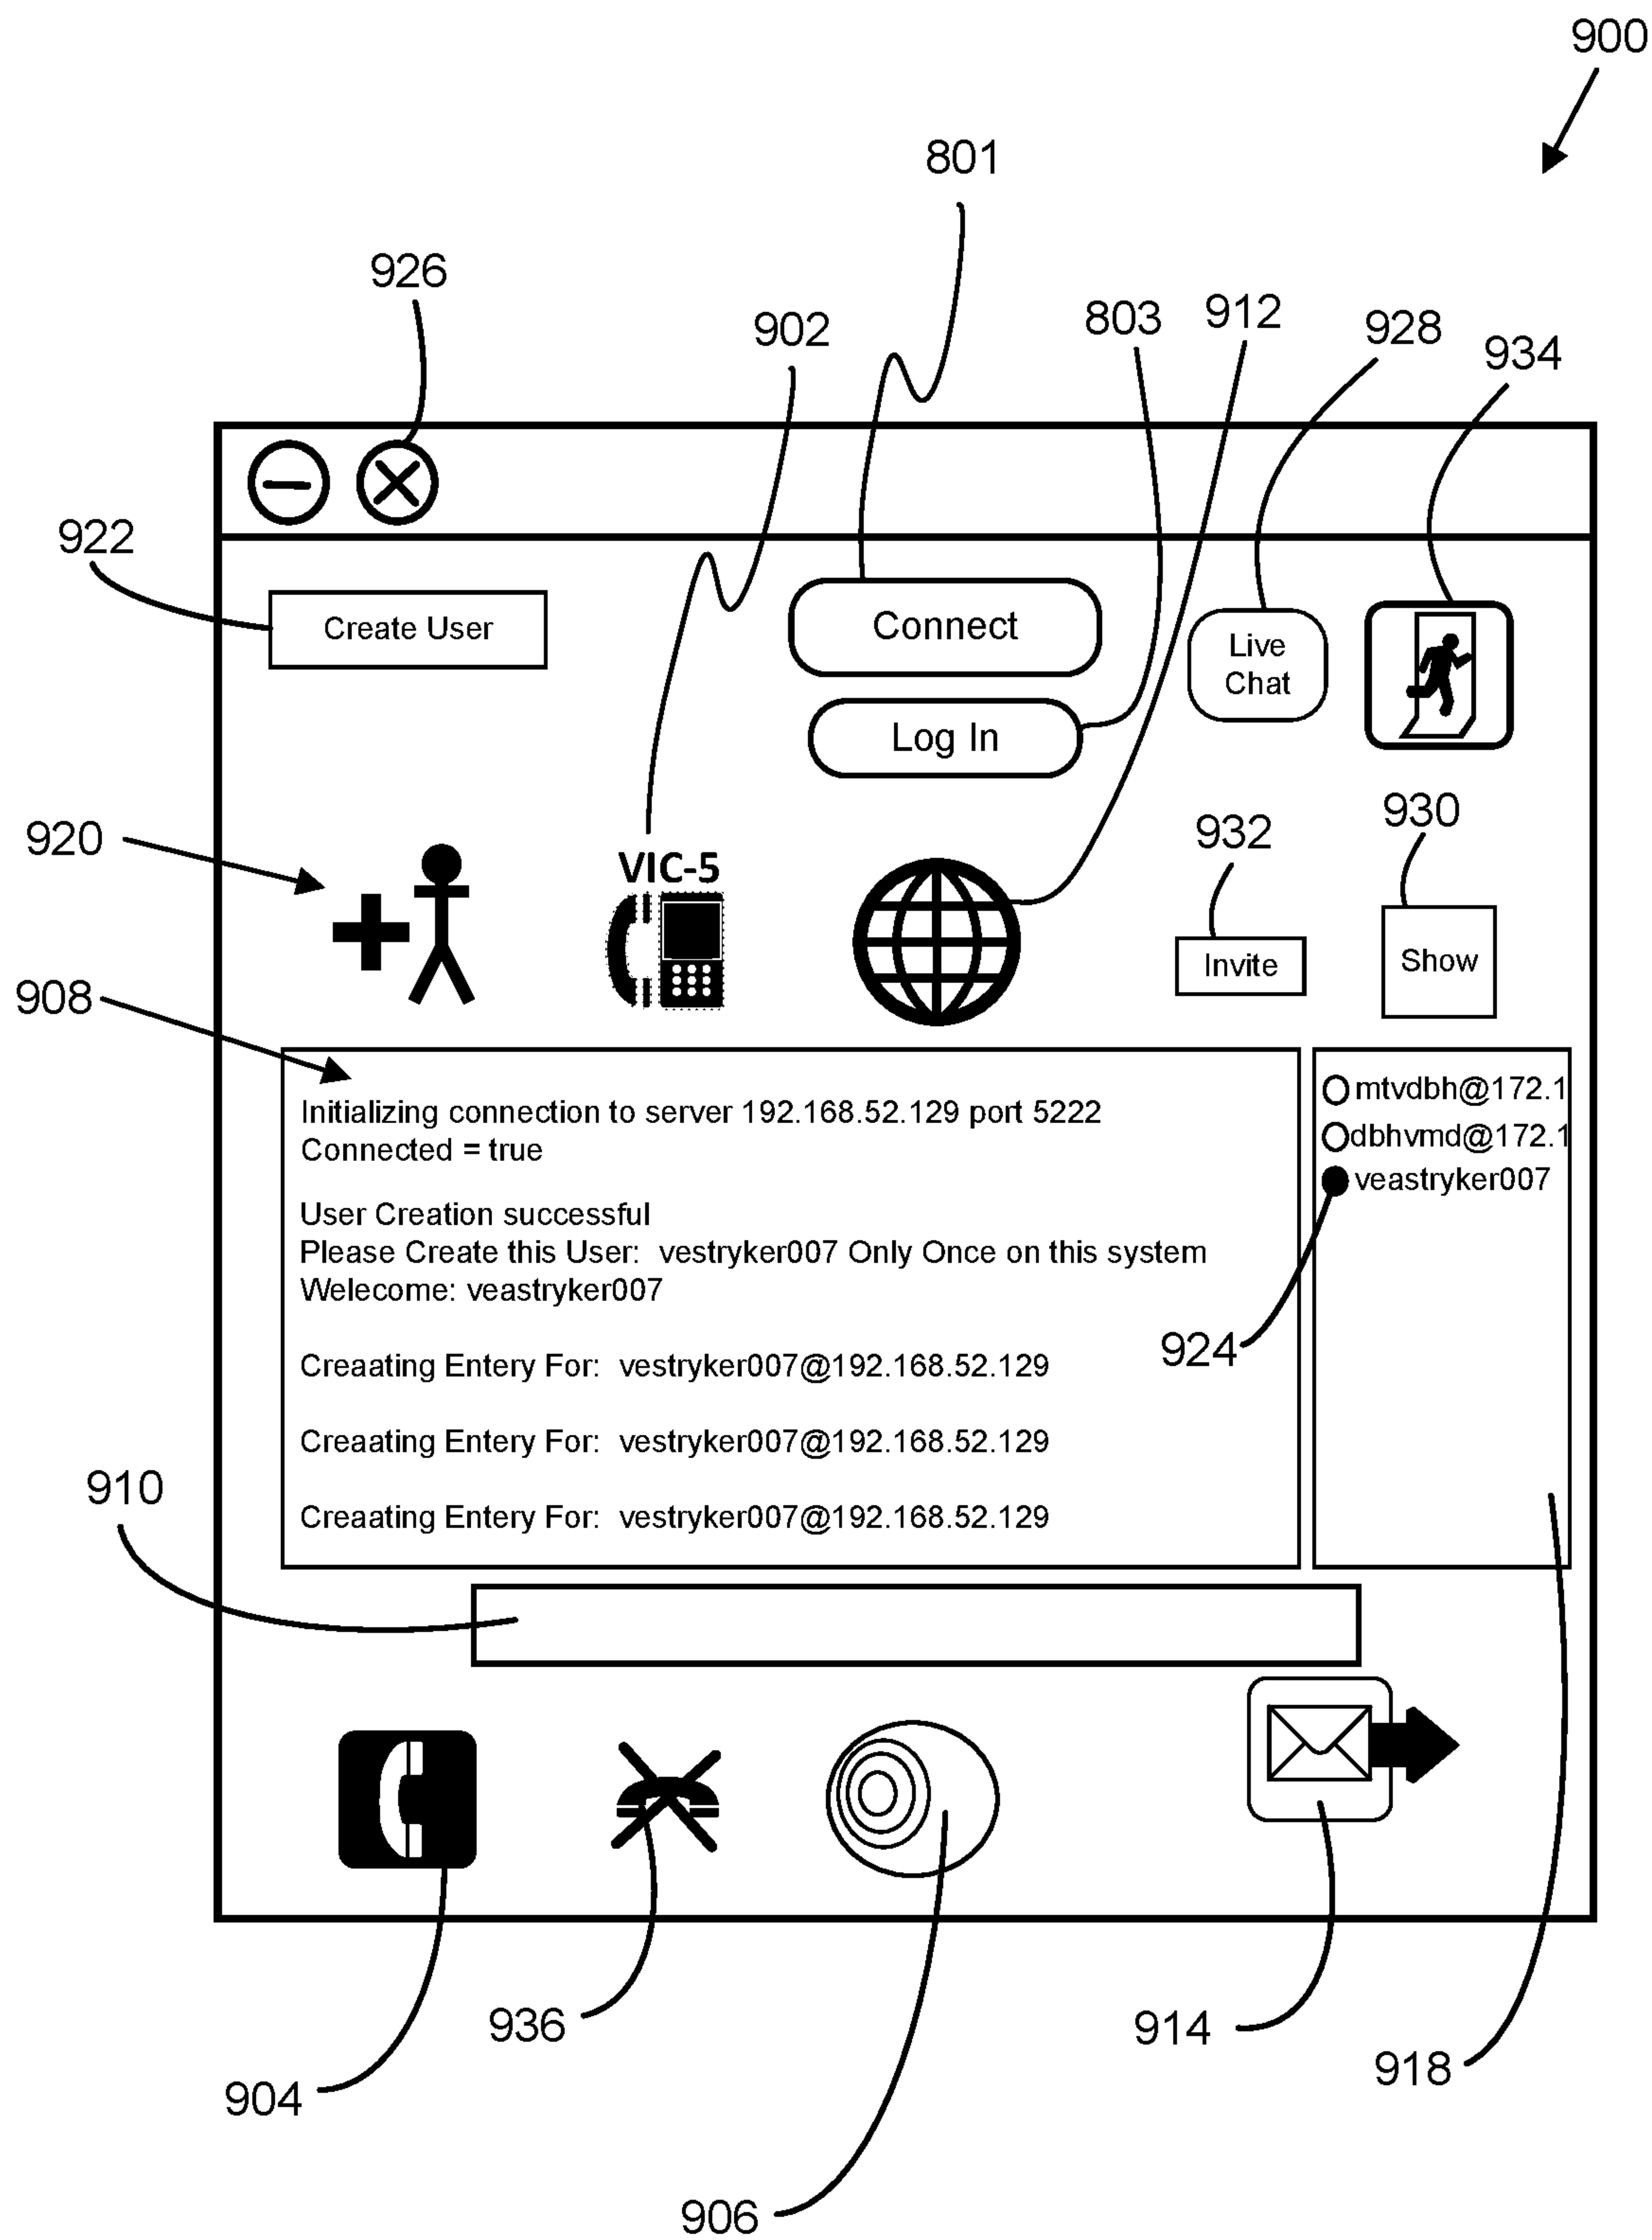 900
801
926
902
803
912
928
934
922
Create User
Connect
Live
Chat
Log In
920
932
930
VIC-5
Invite
Show
908
Initializing connection to server 192.168.52.129 port 5222
Connected = true
User Creation successful
Please Create this User:  vestryker007 Only Once on this system
Welecome: veastryker007
Creaating Entery For:  vestryker007@192.168.52.129
Creaating Entery For:  vestryker007@192.168.52.129
Creaating Entery For:  vestryker007@192.168.52.129
mtvdbh@172.1
dbhvmd@172.1
veastryker007
924
910
936
914
918
904
906